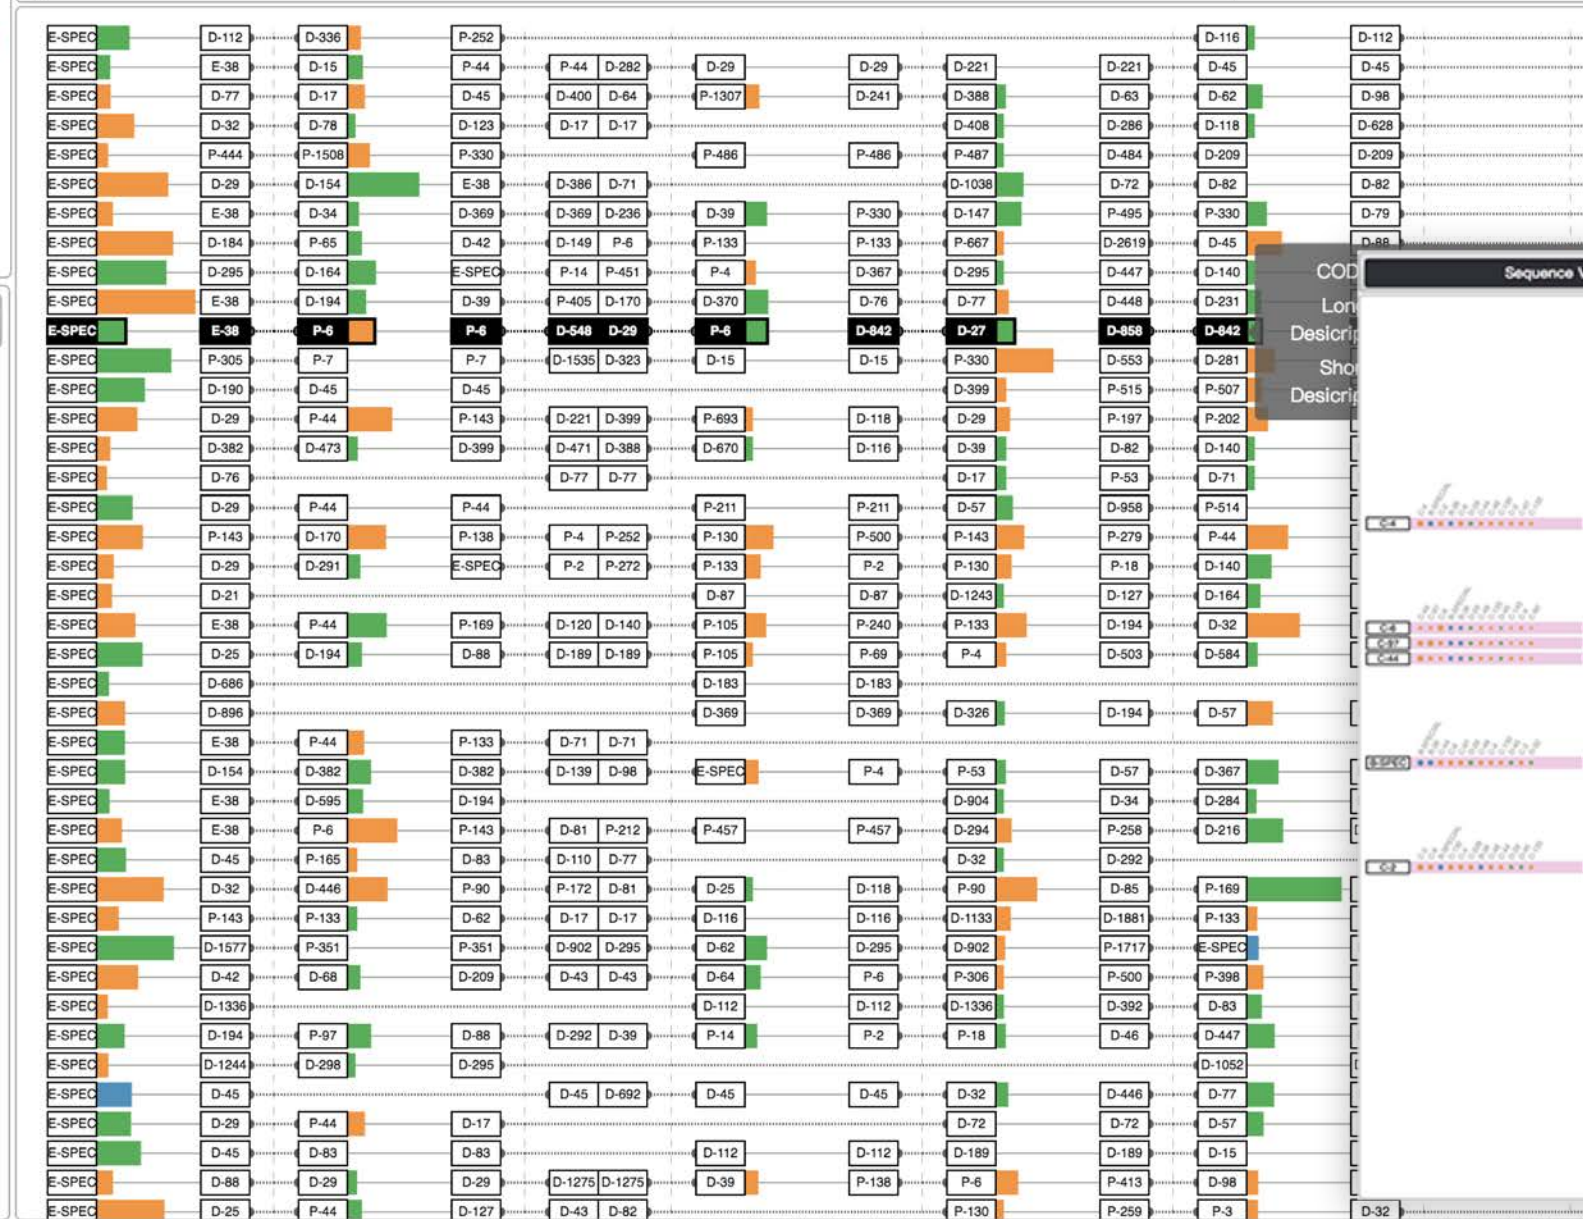 E-SPEC D-112 D-336 P-252 D-116 D-112
E-SPEC E-38 D-15 P-44 P-44 D-282 D-29 D-29 D-221 D-221 D-45 D-45
E-SPEC D-77 D-17 D-45 D-400 D-64 P-1307 D-241 D-388 D-63 D-62 D-98
E-SPEC D-32 D-78 D-123 D-17 D-17 D-408 D-286 D-118 D-628
E-SPEC P-444 P-1508 P-330 P-486 P-486 P-487 D-484 D-209 D-209
E-SPEC D-29 D-154 E-38 D-386 D-71 D-1038 D-72 D-82 D-82
E-SPEC E-38 D-34 D-369 D-369 D-236 D-39 P-330 D-147 P-495 P-330 D-79
E-SPEC D-184 P-65 D-42 D-149 P-6 P-133 P-133 P-667 D-2619 D-45 D-88
E-SPEC D-295 D-164 E-SPEC P-14 P-451 P-4 D-367 D-295 D-447 D-140 COD Sequence V
E-SPEC E-38 D-194 D-39 P-405 D-170 D-370 D-76 D-77 D-448 D-231 Lon
E-SPEC E-38 P-6 P-6 D-548 D-29 P-6 D-842 D-27 D-858 D-842 Desicrip
E-SPEC P-305 P-7 P-7 D-1535 D-323 D-15 D-15 P-330 D-553 D-281 Sho
E-SPEC D-190 D-45 D-45 D-399 P-515 P-507 Desicrip
E-SPEC D-29 P-44 P-143 D-221 D-399 P-693 D-118 D-29 P-197 P-202
E-SPEC D-382 D-473 D-399 D-471 D-388 D-670 D-116 D-39 D-82 D-140
E-SPEC D-76 D-77 D-77 D-17 P-53 D-71
E-SPEC D-29 P-44 P-44 P-211 P-211 D-57 D-958 P-514
E-SPEC P-143 D-170 P-138 P-4 P-252 P-130 P-500 P-143 P-279 P-44
E-SPEC D-29 D-291 E-SPEC P-2 P-272 P-133 P-2 P-130 P-18 D-140
E-SPEC D-21 D-87 D-87 D-1243 D-127 D-164
E-SPEC E-38 P-44 P-169 D-120 D-140 P-105 P-240 P-133 D-194 D-32
E-SPEC D-25 D-194 D-88 D-189 D-189 P-105 P-69 P-4 D-503 D-584
E-SPEC D-686 D-183 D-183
E-SPEC D-896 D-369 D-369 D-326 D-194 D-57
E-SPEC E-38 P-44 P-133 D-71 D-71
E-SPEC D-154 D-382 D-382 D-139 D-98 E-SPEC P-4 P-53 D-57 D-367
E-SPEC E-38 D-595 D-194 D-904 D-34 D-284
E-SPEC E-38 P-6 P-143 D-81 P-212 P-457 P-457 D-294 P-258 D-216
E-SPEC D-45 P-165 D-83 D-110 D-77 D-32 D-292
E-SPEC D-32 D-446 P-90 P-172 D-81 D-25 D-118 P-90 D-85 P-169
E-SPEC P-143 P-133 D-62 D-17 D-17 D-116 D-116 D-1133 D-1881 P-133
E-SPEC D-1577 P-351 P-351 D-902 D-295 D-62 D-295 D-902 P-1717 E-SPEC
E-SPEC D-42 D-68 D-209 D-43 D-43 D-64 P-6 P-306 P-500 P-398
E-SPEC D-1336 D-112 D-112 D-1336 D-392 D-83
E-SPEC D-194 P-97 D-88 D-292 D-39 P-14 P-2 P-18 D-46 D-447
E-SPEC D-1244 D-298 D-295 D-1052
E-SPEC D-45 D-45 D-692 D-45 D-45 D-32 D-446 D-77
E-SPEC D-29 P-44 D-17 D-72 D-72 D-57
E-SPEC D-45 D-83 D-83 D-112 D-112 D-189 D-189 D-15
E-SPEC D-88 D-29 D-29 D-1275 D-1275 D-39 P-138 P-6 P-413 D-98
E-SPEC D-25 P-44 D-127 D-43 D-82 P-130 P-259 P-3 D-32